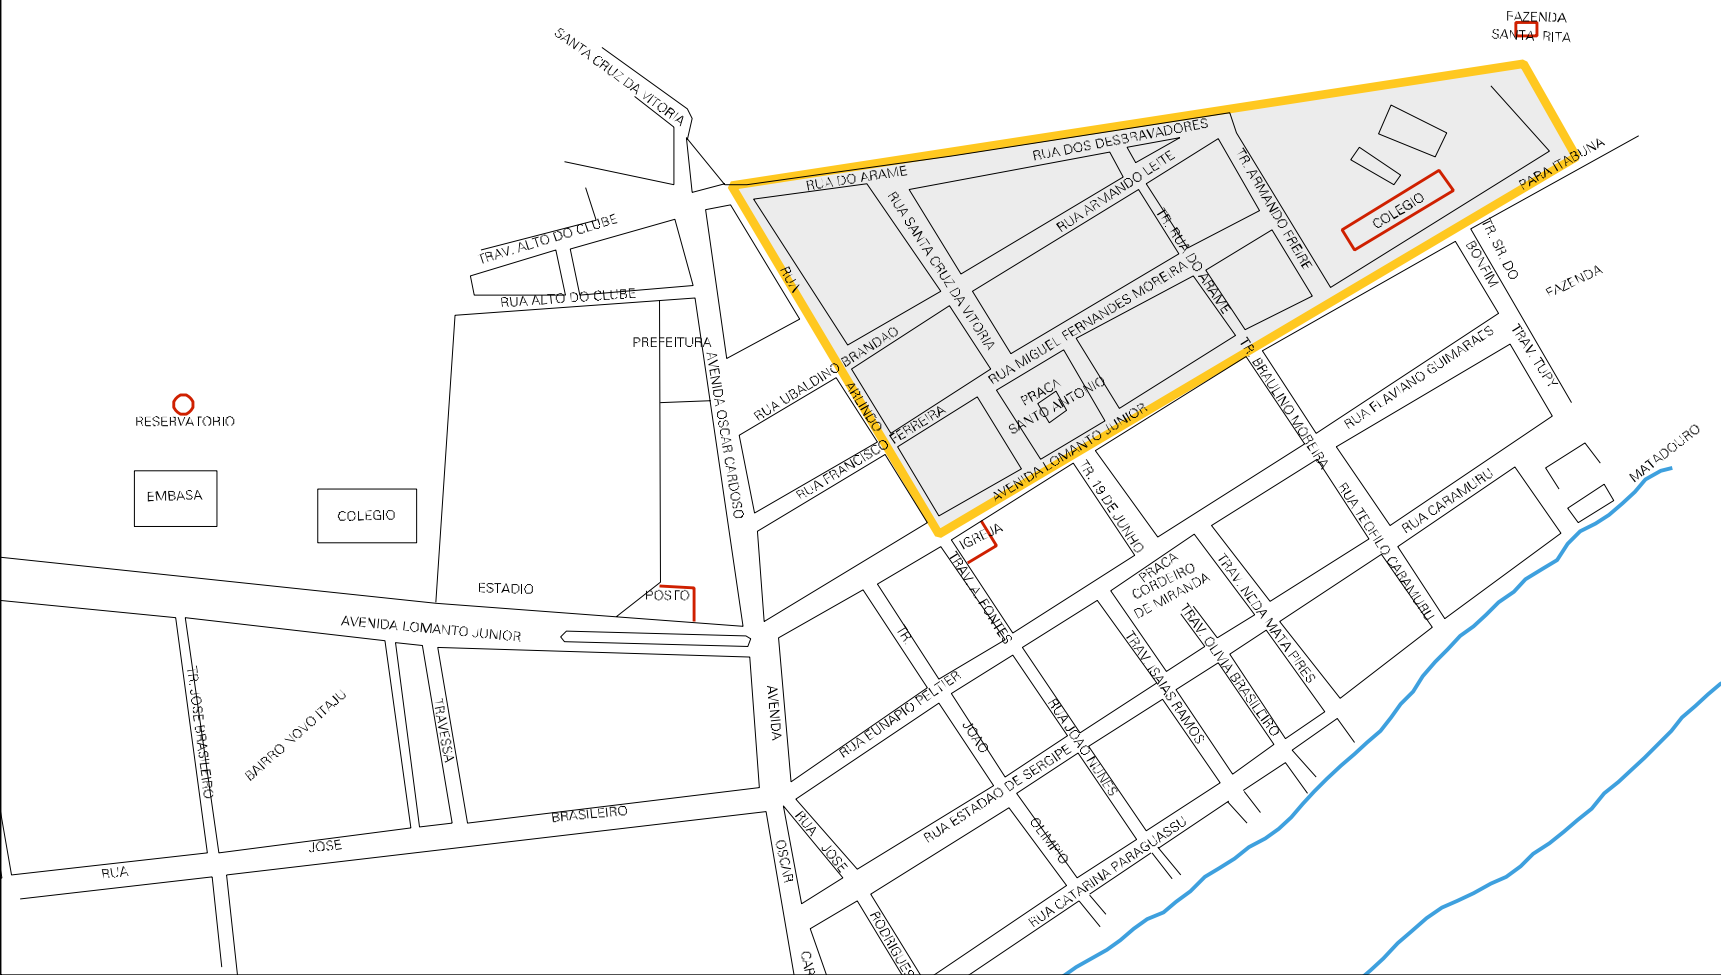 FAZENDA
SANTA RITA
SANTA CRUZ DA VITORIA
RUA DOS DESBRAVADORES
RUA DO ARAME
RUA ARMANDO LEITE
TR. ARMANDO FREIRE
PARA ITABUNA
COLEGIO
RUA SANTA CRUZ DA VITORIA
TR. RUA DO ARAME
TRAV. ALTO DO CLUBE
RUA ALTO DO CLUBE
RUA
ARLINDO
TR. SR. DO
BONFIM
FAZENDA
RUA MIGUEL FERNANDES MOREIRA
PREFEITURA
RUA UBALDINO BRANDAO
AVENIDA OSCAR CARDOSO
TR. BRAULINO MOREIRA
RUA FLAVIANO GUIMARAES
TRAV. TUPY
PRACA
SANTO ANTONIO
RESERVATORIO
RUA FRANCISCO FERREIRA
AVENIDA LOMANTO JUNIOR
MATADOURO
EMBASA
COLEGIO
TR. 19 DE JUNHO
RUA TEOFILO CARAMURU
RUA CARAMURU
IGREJA
ESTADIO
POSTO
TRAV. A. FONTES
PRACA
CORDEIRO
DE MIRANDA
TRAV. NEDA MATA PIRES
AVENIDA LOMANTO JUNIOR
TR
JOAO
OLIMPIO
TRAV. ISAIAS RAMOS
TRAV. OLIVIA BRASILEIRO
TR. JOSE BRASILEIRO
BAIRRO NOVO ITAJU
TRAVESSA
AVENIDA
OSCAR
CAR
RUA EUNAPIO PELTIER
RUA JOAO NUNES
RUA ESTADAO DE SERGIPE
RUA
JOSE
BRASILEIRO
RUA
JOSE
RODRIGUES
RUA CATARINA PARAGUASSU